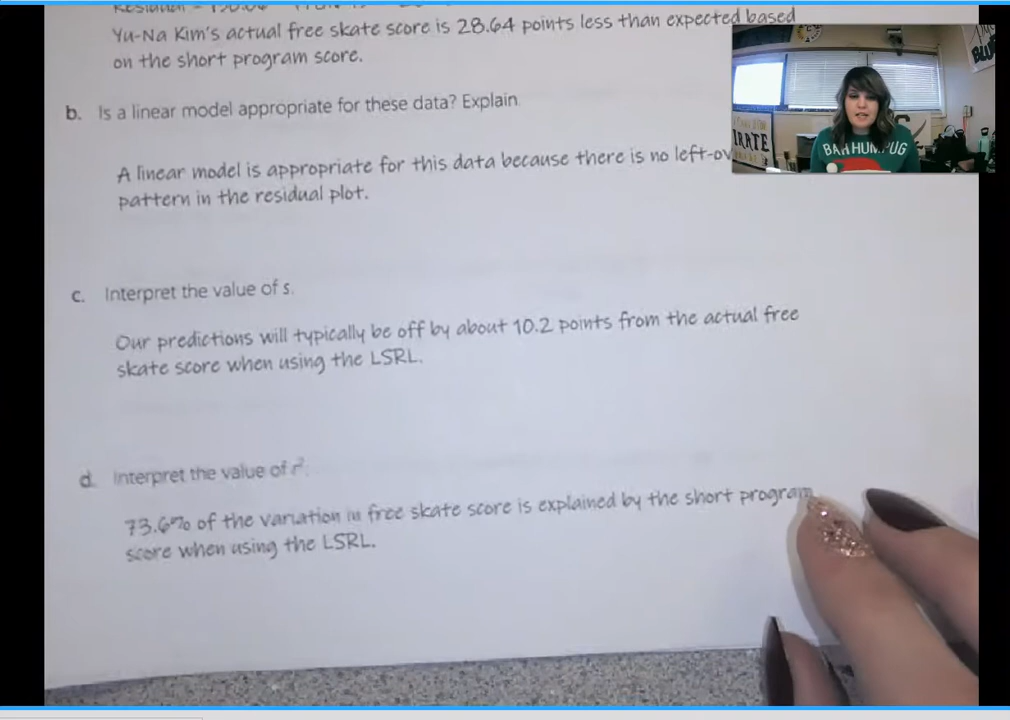 Yu-Na Kim's actual free skate score is 28.64 points less than expected based
on the short program score.
b. Is a linear model appropriate for these data? Explain.
A linear model is appropriate for this data because there is no left-ov
pattern in the residual plot.
c. Interpret the value of s.
Our predictions will typically be off by about 10.2 points from the actual free
skate score when using the LSRL.
d. Interpret the value of r².
73.6% of the variation in free skate score is explained by the short program
score when using the LSRL.
IRATE
BAH HUM UG
BLUE